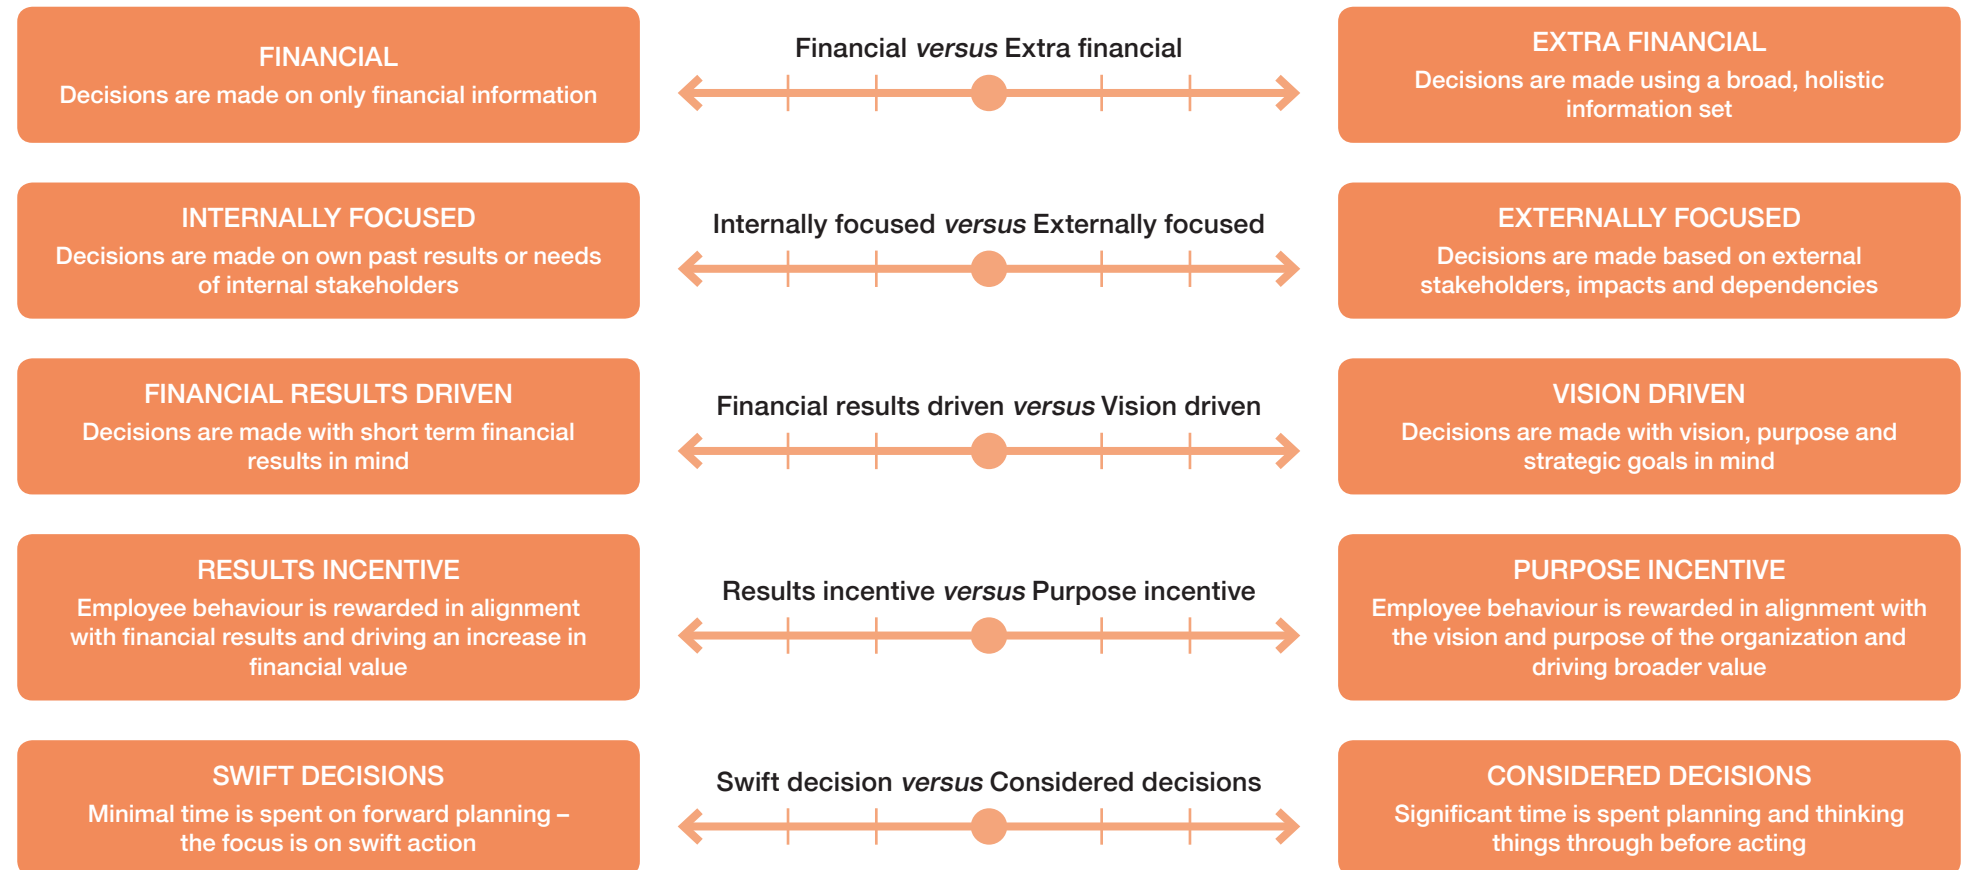 FINANCIAL
Decisions are made on only financial information
Financial versus Extra financial
EXTRA FINANCIAL
Decisions are made using a broad, holistic
information set
INTERNALLY FOCUSED
Decisions are made on own past results or needs
of internal stakeholders
Internally focused versus Externally focused
EXTERNALLY FOCUSED
Decisions are made based on external
stakeholders, impacts and dependencies
FINANCIAL RESULTS DRIVEN
Decisions are made with short term financial
results in mind
Financial results driven versus Vision driven
VISION DRIVEN
Decisions are made with vision, purpose and
strategic goals in mind
RESULTS INCENTIVE
Employee behaviour is rewarded in alignment
with financial results and driving an increase in
financial value
Results incentive versus Purpose incentive
PURPOSE INCENTIVE
Employee behaviour is rewarded in alignment with
the vision and purpose of the organization and
driving broader value
SWIFT DECISIONS
Minimal time is spent on forward planning –
the focus is on swift action
Swift decision versus Considered decisions
CONSIDERED DECISIONS
Significant time is spent planning and thinking
things through before acting